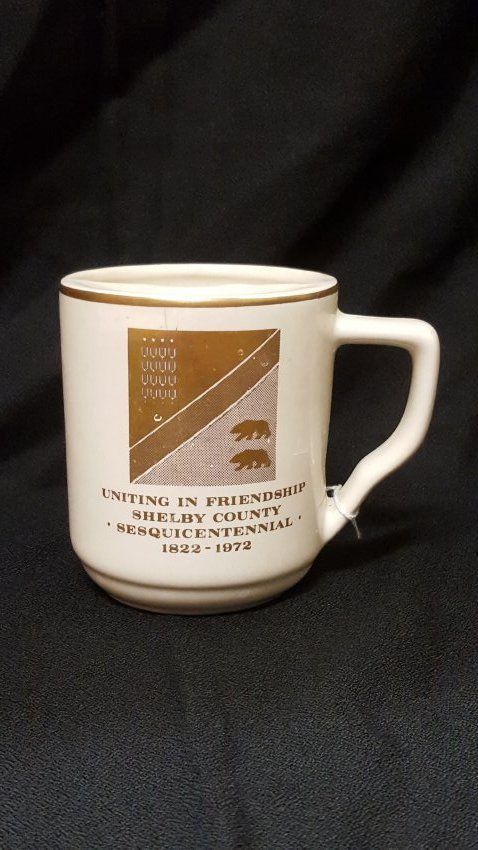 UNITING IN FRIENDSHIP
SHELBY COUNTY
· SESQUICENTENNIAL ·
1822 - 1972